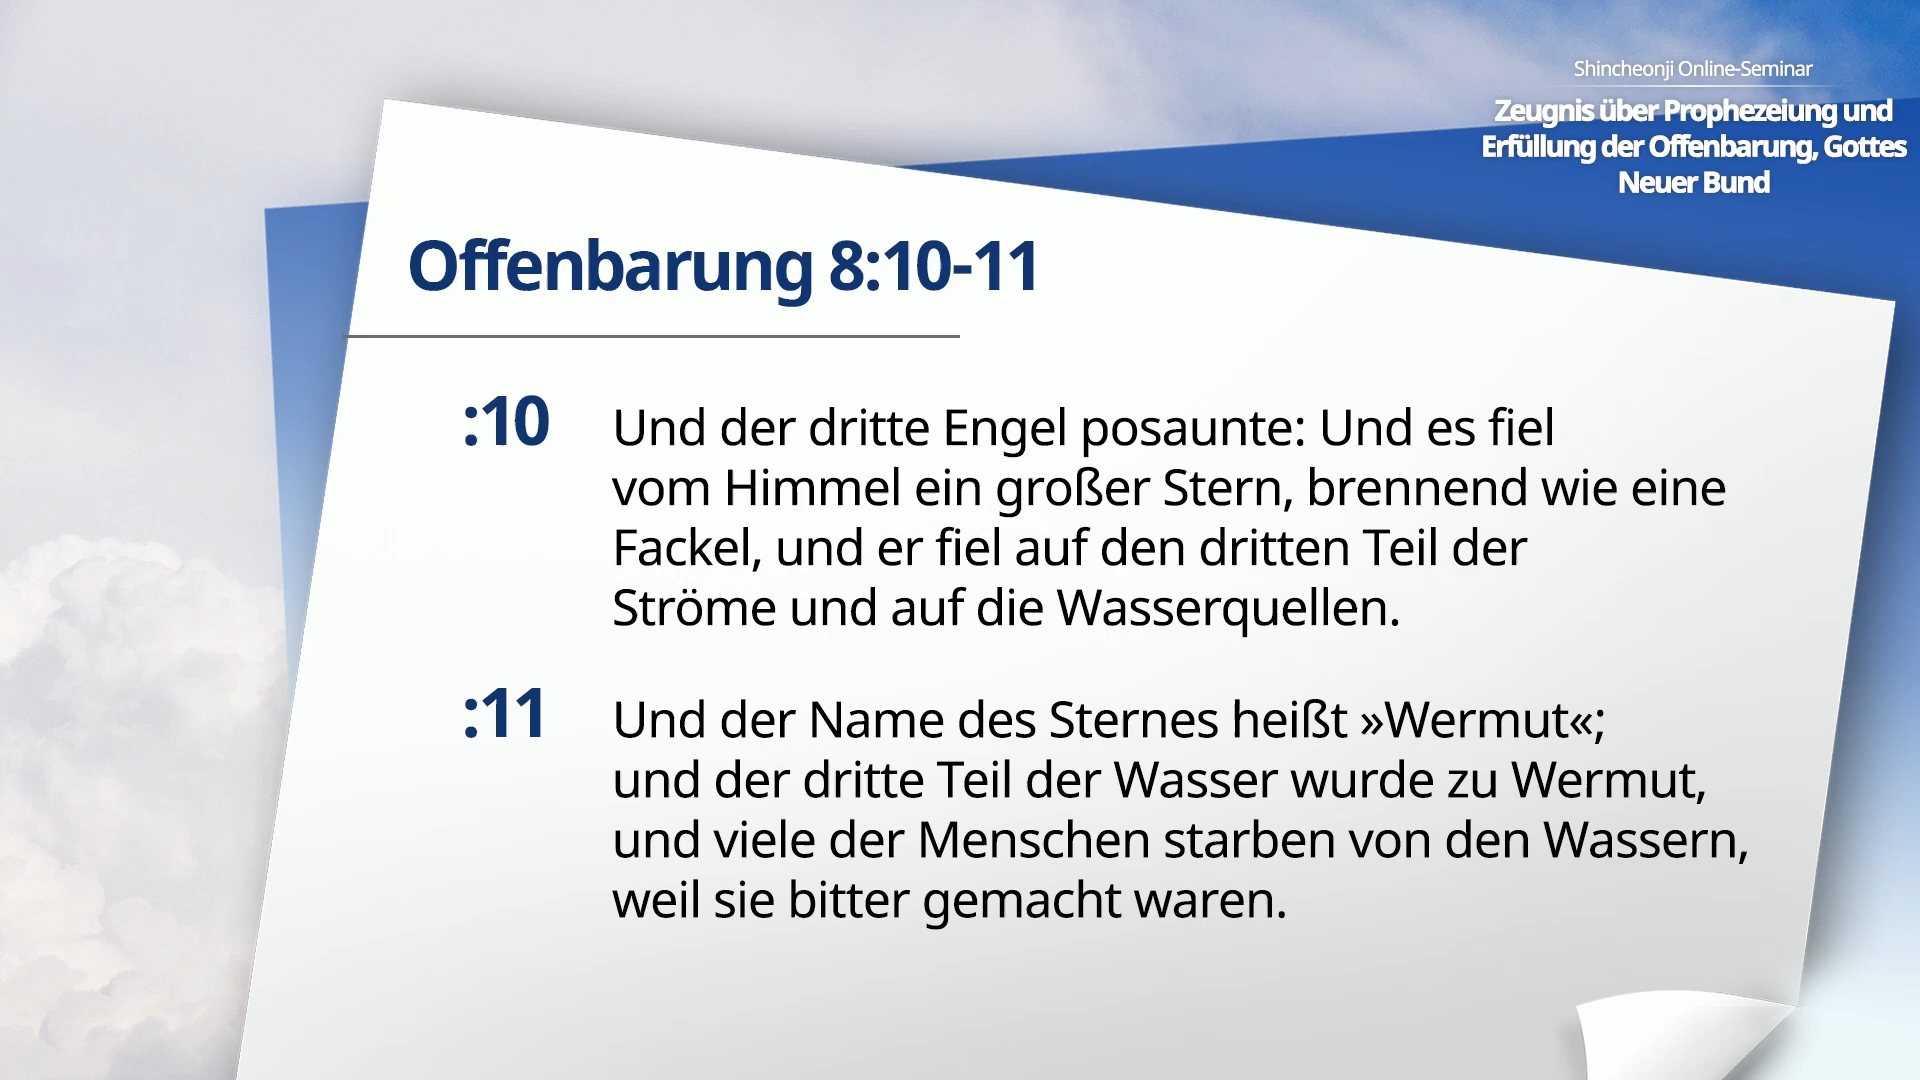 Shincheonji Online-Seminar
Zeugnis über Prophezeiung und
Erfüllung der Offenbarung, Gottes
Neuer Bund
Offenbarung 8:10-11
:10 Und der dritte Engel posaunte: Und es fiel
vom Himmel ein großer Stern, brennend wie eine
Fackel, und er fiel auf den dritten Teil der
Ströme und auf die Wasserquellen.
:11 Und der Name des Sternes heißt »Wermut«;
und der dritte Teil der Wasser wurde zu Wermut,
und viele der Menschen starben von den Wassern,
weil sie bitter gemacht waren.